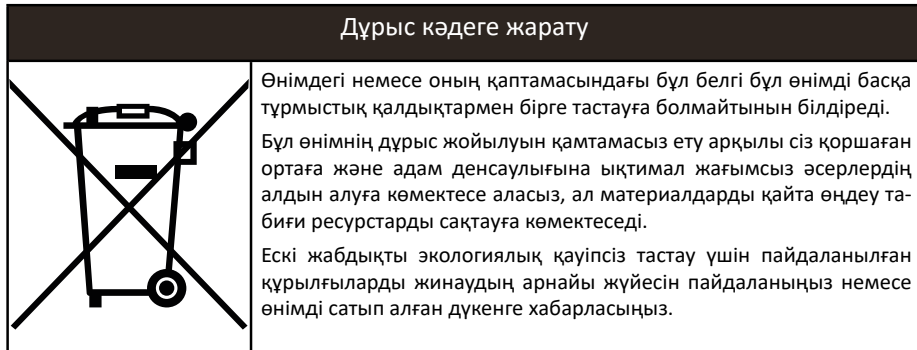 Дұрыс кәдеге жарату
Өнімдегі немесе оның қаптамасындағы бұл белгі бұл өнімді басқа
тұрмыстық қалдықтармен бірге тастауға болмайтынын білдіреді.
Бұл өнімнің дұрыс жойылуын қамтамасыз ету арқылы сіз қоршаған
ортаға және адам денсаулығына ықтимал жағымсыз әсерлердің
алдын алуға көмектесе аласыз, ал материалдарды қайта өңдеу та-
биғи ресурстарды сақтауға көмектеседі.
Ескі жабдықты экологиялық қауіпсіз тастау үшін пайдаланылған
құрылғыларды жинаудың арнайы жүйесін пайдаланыңыз немесе
өнімді сатып алған дүкенге хабарласыңыз.